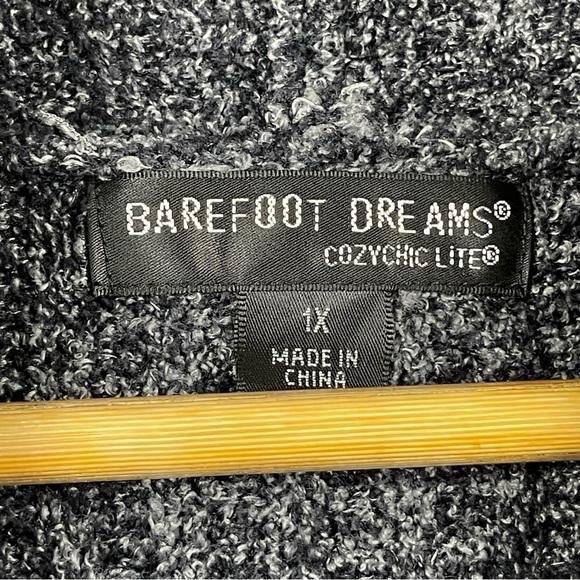 BAREFOOT DREAMS®
COZYCHIC LITE®
1X
MADE IN
CHINA